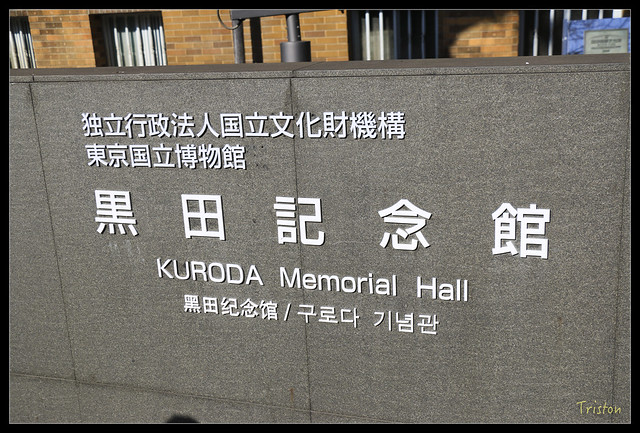 独立行政法人国立文化財機構
東京国立博物館
黒田記念館
KURODA Memorial Hall
黑田纪念馆 / 구로다 기념관
Triston